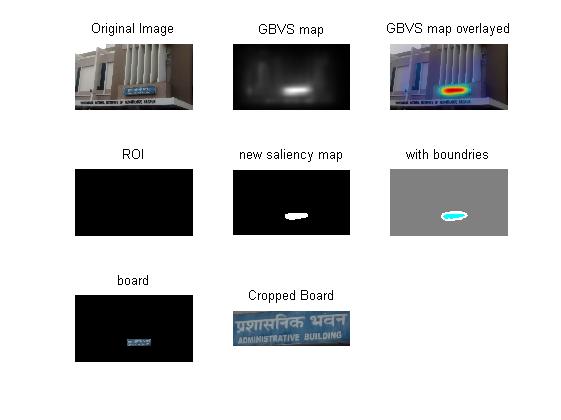 Original Image
GBVS map
GBVS map overlayed
ROI
new saliency map
with boundries
board
Cropped Board
प्रशासनिक भवन
ADMINISTRATIVE BUILDING